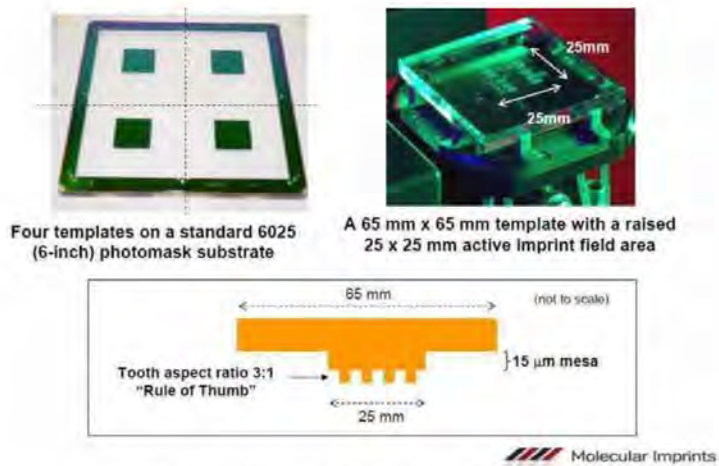 25mm
25mm
Four templates on a standard 6025
(6-inch) photomask substrate
A 65 mm x 65 mm template with a raised
25 x 25 mm active imprint field area
65 mm
(not to scale)
15 μm mesa
Tooth aspect ratio 3:1
"Rule of Thumb"
25 mm
Molecular Imprints